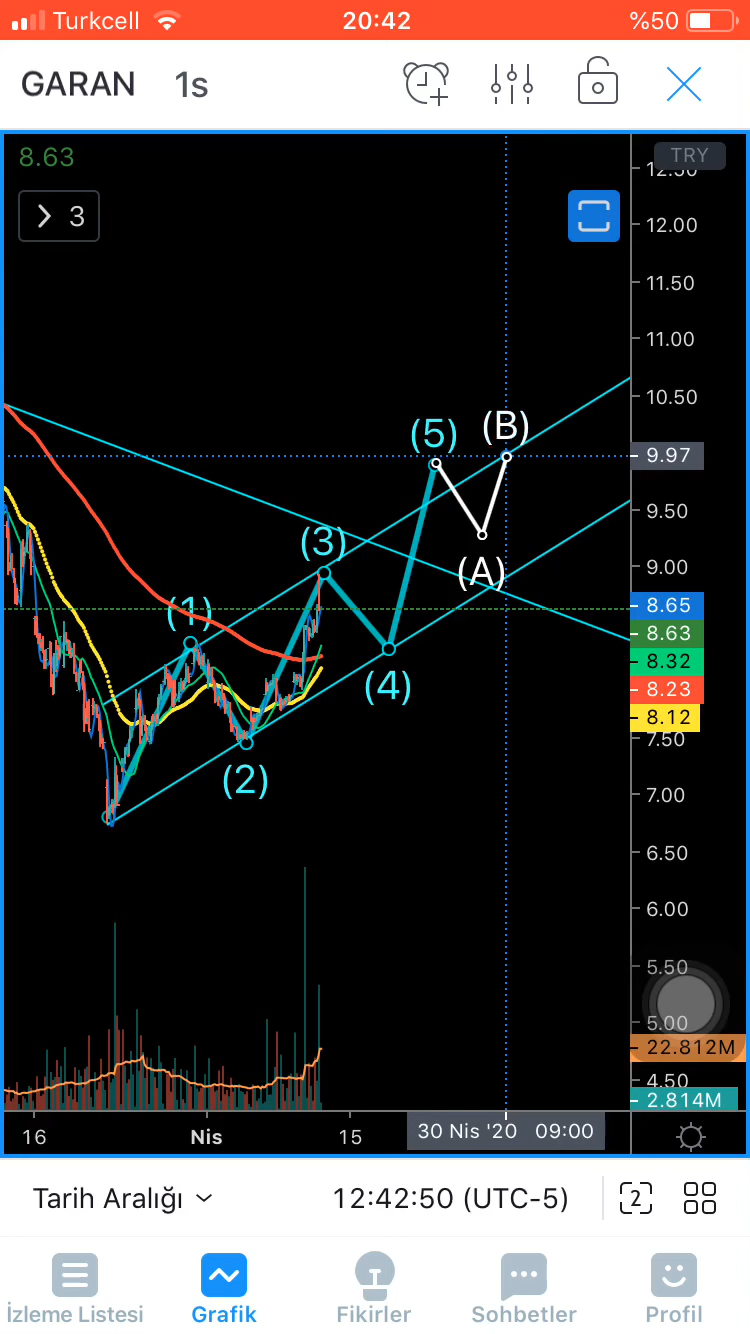 Turkcell 20:42 %50
GARAN 1s
8.63
TRY
3
12.50
12.00
11.50
11.00
10.50
(5) (B)
9.97
9.50
(3)
9.00
(A)
(1)
8.65
8.63
8.32
(4)
8.23
8.12
7.50
(2)
7.00
6.50
6.00
5.50
5.00
22.812M
4.50
2.814M
16 Nis 15 30 Nis '20 09:00
Tarih Aralığı 12:42:50 (UTC-5) 2
İzleme Listesi Grafik Fikirler Sohbetler Profil